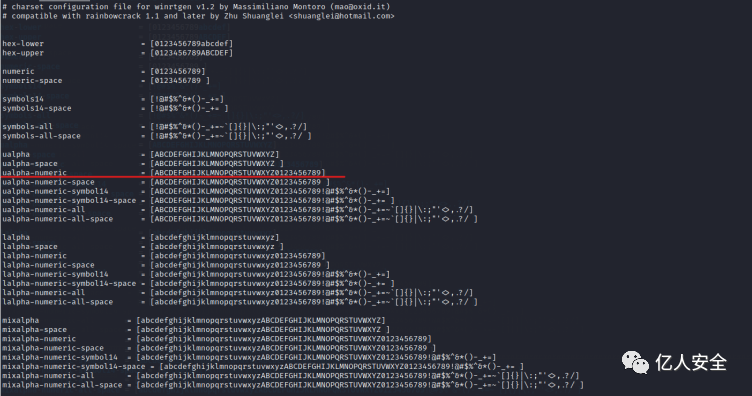 # charset configuration file for winrtgen v1.2 by Massimiliano Montoro (mao@oxid.it)
# compatible with rainbowcrack 1.1 and later by Zhu Shuanglei <shuanglei@hotmail.com>
hex-lower = [0123456789abcdef]
hex-upper = [0123456789ABCDEF]
numeric = [0123456789]
numeric-space = [0123456789 ]
symbols14 = [!@#$%^&*()-_+=]
symbols14-space = [!@#$%^&*()-_+= ]
symbols-all = [!@#$%^&*()-_+=~`[]{}|\:;"'<>,.?/]
symbols-all-space = [!@#$%^&*()-_+=~`[]{}|\:;"'<>,.?/ ]
ualpha = [ABCDEFGHIJKLMNOPQRSTUVWXYZ]
ualpha-space = [ABCDEFGHIJKLMNOPQRSTUVWXYZ ]
ualpha-numeric = [ABCDEFGHIJKLMNOPQRSTUVWXYZ0123456789]
ualpha-numeric-space = [ABCDEFGHIJKLMNOPQRSTUVWXYZ0123456789 ]
ualpha-numeric-symbol14 = [ABCDEFGHIJKLMNOPQRSTUVWXYZ0123456789!@#$%^&*()-_+=]
ualpha-numeric-symbol14-space = [ABCDEFGHIJKLMNOPQRSTUVWXYZ0123456789!@#$%^&*()-_+= ]
ualpha-numeric-all = [ABCDEFGHIJKLMNOPQRSTUVWXYZ0123456789!@#$%^&*()-_+=~`[]{}|\:;"'<>,.?/]
ualpha-numeric-all-space = [ABCDEFGHIJKLMNOPQRSTUVWXYZ0123456789!@#$%^&*()-_+=~`[]{}|\:;"'<>,.?/ ]
lalpha = [abcdefghijklmnopqrstuvwxyz]
lalpha-space = [abcdefghijklmnopqrstuvwxyz ]
lalpha-numeric = [abcdefghijklmnopqrstuvwxyz0123456789]
lalpha-numeric-space = [abcdefghijklmnopqrstuvwxyz0123456789 ]
lalpha-numeric-symbol14 = [abcdefghijklmnopqrstuvwxyz0123456789!@#$%^&*()-_+=]
lalpha-numeric-symbol14-space = [abcdefghijklmnopqrstuvwxyz0123456789!@#$%^&*()-_+= ]
lalpha-numeric-all = [abcdefghijklmnopqrstuvwxyz0123456789!@#$%^&*()-_+=~`[]{}|\:;"'<>,.?/]
lalpha-numeric-all-space = [abcdefghijklmnopqrstuvwxyz0123456789!@#$%^&*()-_+=~`[]{}|\:;"'<>,.?/ ]
mixalpha = [abcdefghijklmnopqrstuvwxyzABCDEFGHIJKLMNOPQRSTUVWXYZ]
mixalpha-space = [abcdefghijklmnopqrstuvwxyzABCDEFGHIJKLMNOPQRSTUVWXYZ ]
mixalpha-numeric = [abcdefghijklmnopqrstuvwxyzABCDEFGHIJKLMNOPQRSTUVWXYZ0123456789]
mixalpha-numeric-space = [abcdefghijklmnopqrstuvwxyzABCDEFGHIJKLMNOPQRSTUVWXYZ0123456789 ]
mixalpha-numeric-symbol14 = [abcdefghijklmnopqrstuvwxyzABCDEFGHIJKLMNOPQRSTUVWXYZ0123456789!@#$%^&*()-_+=]
mixalpha-numeric-symbol14-space = [abcdefghijklmnopqrstuvwxyzABCDEFGHIJKLMNOPQRSTUVWXYZ0123456789!@#$%^&*()-_+= ]
mixalpha-numeric-all = [abcdefghijklmnopqrstuvwxyzABCDEFGHIJKLMNOPQRSTUVWXYZ0123456789!@#$%^&*()-_+=~`[]{}|\:;"'<>,.?/]
mixalpha-numeric-all-space = [abcdefghijklmnopqrstuvwxyzABCDEFGHIJKLMNOPQRSTUVWXYZ0123456789!@#$%^&*()-_+=~`[]{}|\:;"'<>,.?/ ]
亿人安全